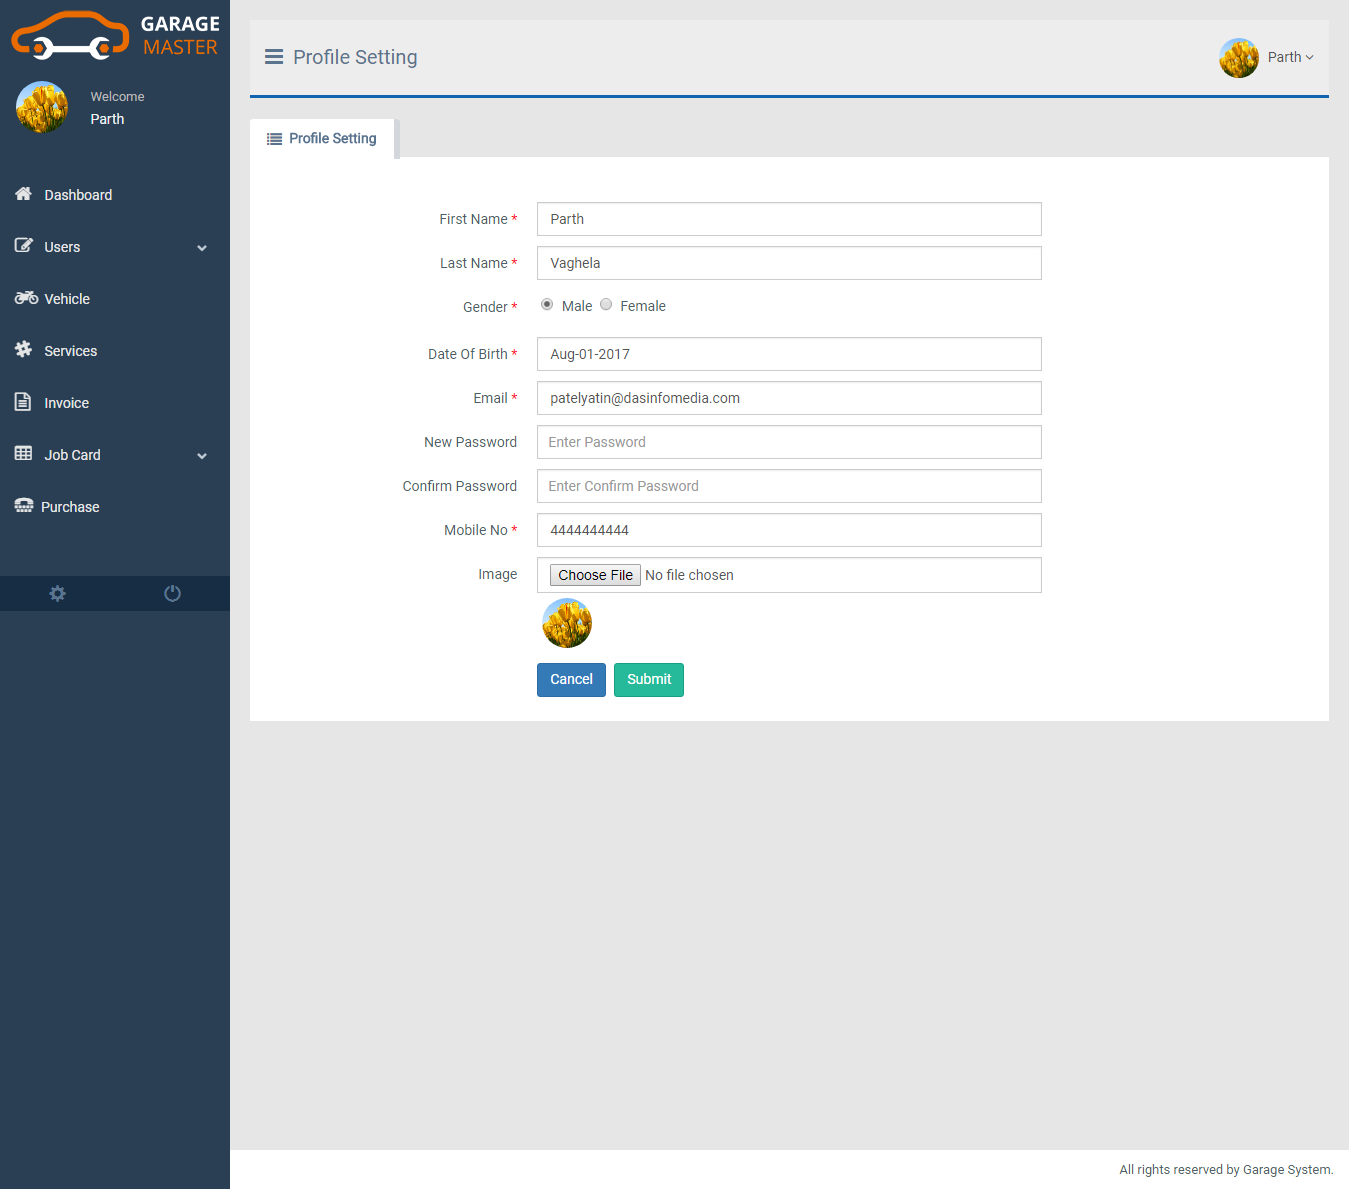 GARAGE
MASTER
Welcome
Parth
Dashboard
Users
Vehicle
Services
Invoice
Job Card
Purchase
Profile Setting
Parth
Profile Setting
First Name *
Parth
Last Name *
Vaghela
Gender *
Male Female
Date Of Birth *
Aug-01-2017
Email *
patelyatin@dasinfomedia.com
New Password
Enter Password
Confirm Password
Enter Confirm Password
Mobile No *
4444444444
Image
Choose File No file chosen
Cancel Submit
All rights reserved by Garage System.